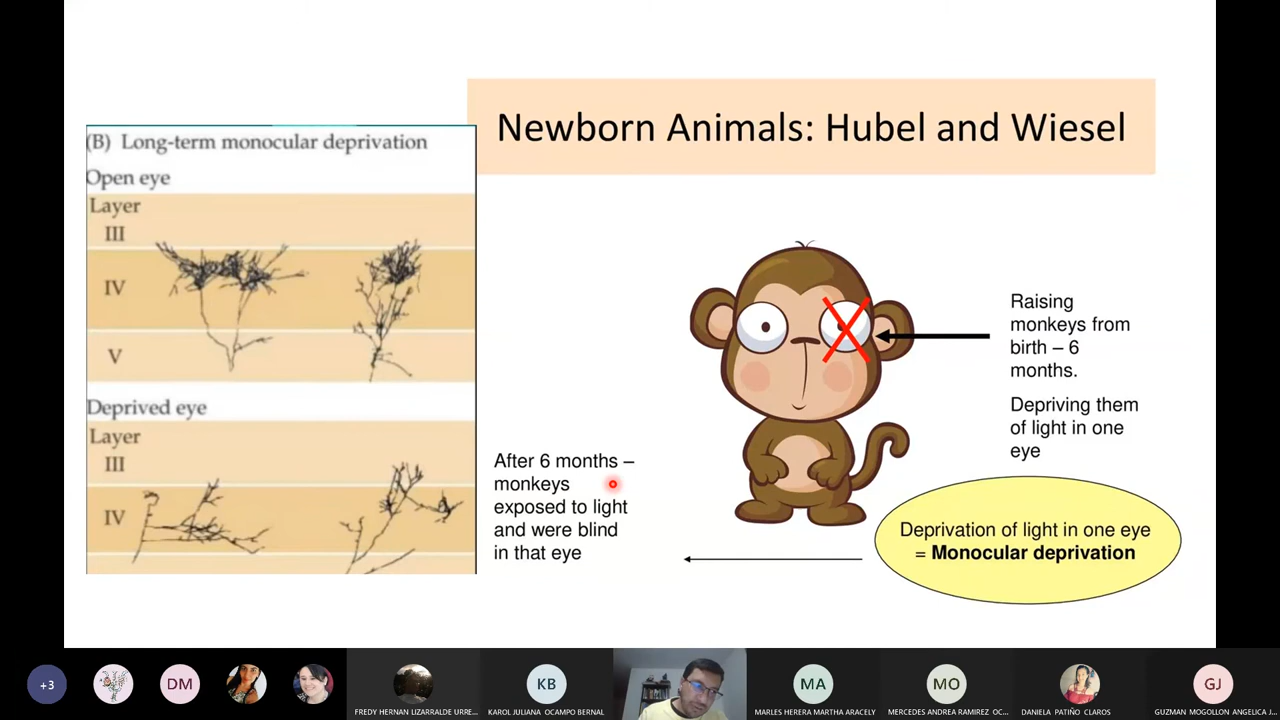 Newborn Animals: Hubel and Wiesel
(B) Long-term monocular deprivation
Open eye
Layer
III
IV
V
Deprived eye
Layer
III
IV
After 6 months –
monkeys
exposed to light
and were blind
in that eye
Raising
monkeys from
birth – 6
months.
Depriving them
of light in one
eye
Deprivation of light in one eye
= Monocular deprivation
+3
DM
FREDY HERNAN LIZARRALDE URRE...
KB
KAROL JULIANA OCAMPO BERNAL
MA
MARLES HERERA MARTHA ARACELY
MO
MERCEDES ANDREA RAMIREZ OC...
DANIELA PATIÑO CLAROS
GJ
GUZMAN MOGOLLON ANGELICA J...